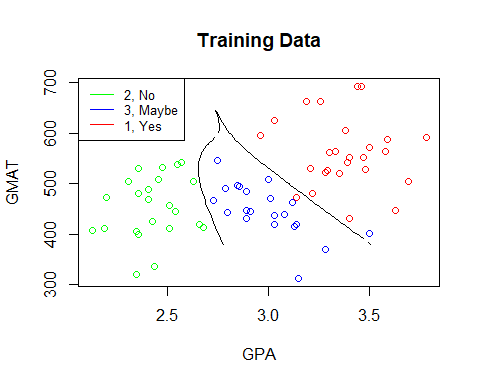 Training Data
2, No
3, Maybe
1, Yes
GMAT
700
600
500
400
300
2.5 3.0 3.5
GPA